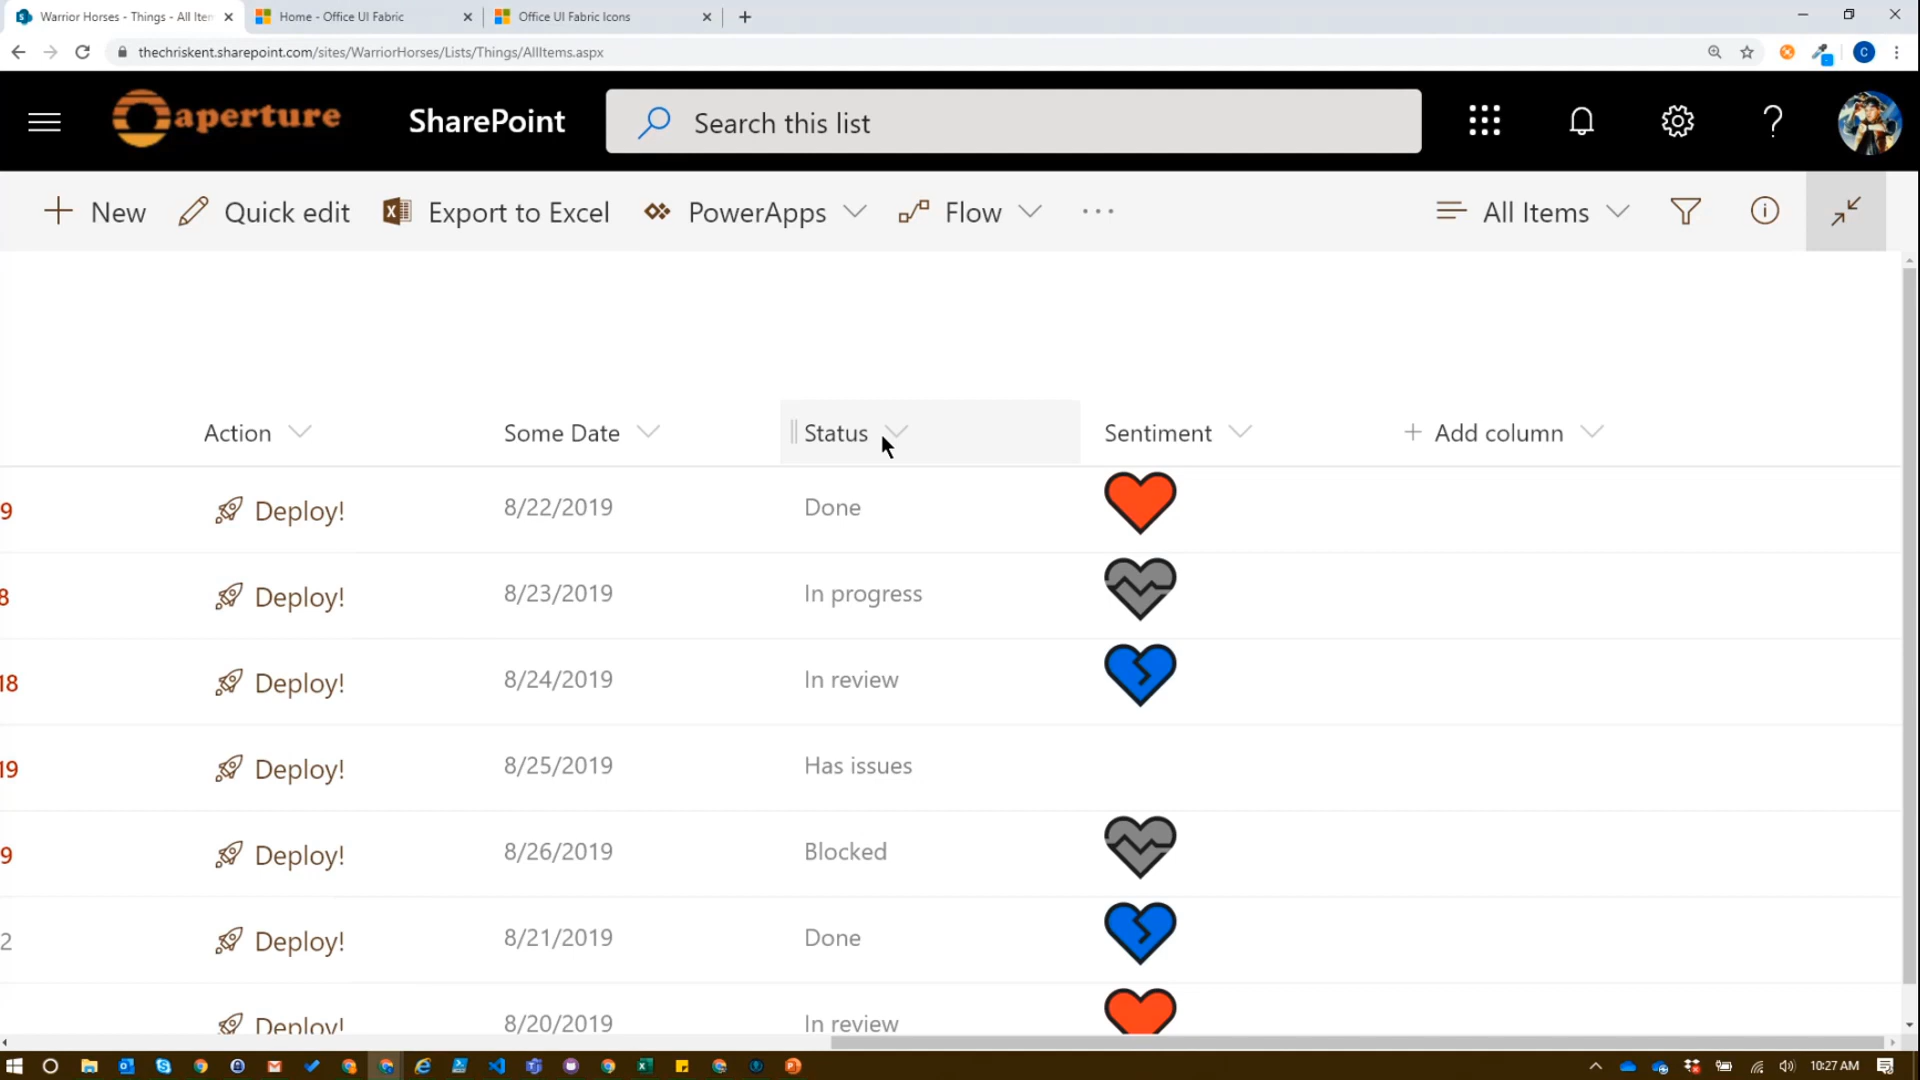 Warrior Horses - Things - All Iter
Home - Office UI Fabric
Office UI Fabric Icons
thechriskent.sharepoint.com/sites/WarriorHorses/Lists/Things/AllItems.aspx
C
aperture
SharePoint
Search this list
New
Quick edit
Export to Excel
PowerApps
Flow
All Items
Action
Some Date
Status
Sentiment
Add column
9 Deploy! 8/22/2019 Done
8 Deploy! 8/23/2019 In progress
18 Deploy! 8/24/2019 In review
19 Deploy! 8/25/2019 Has issues
9 Deploy! 8/26/2019 Blocked
2 Deploy! 8/21/2019 Done
Deploy! 8/20/2019 In review
10:27 AM